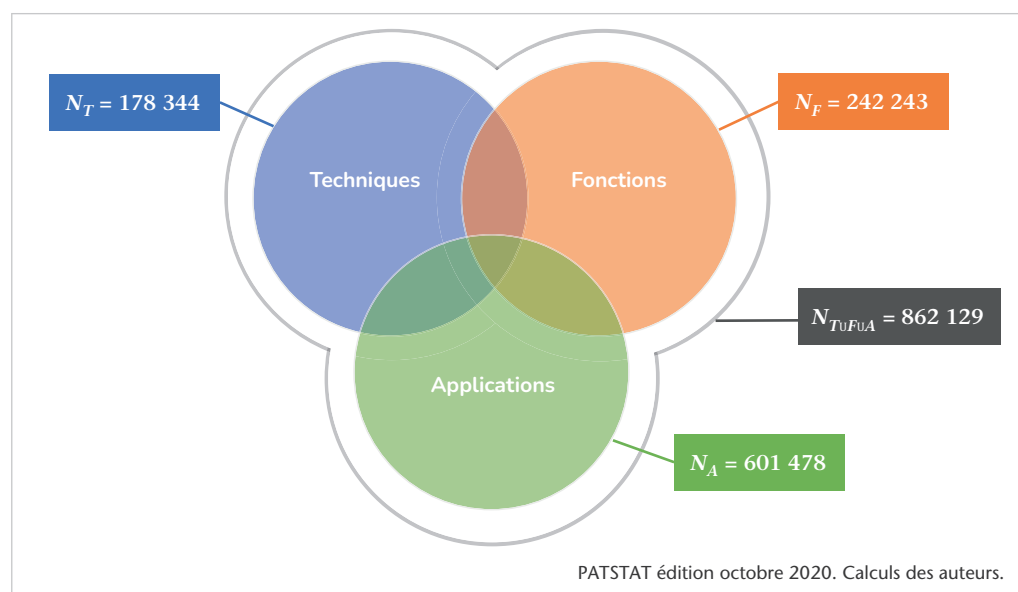 N_T = 178 344
N_F = 242 243
Techniques
Fonctions
N_T∪F∪A = 862 129
Applications
N_A = 601 478
PATSTAT édition octobre 2020. Calculs des auteurs.